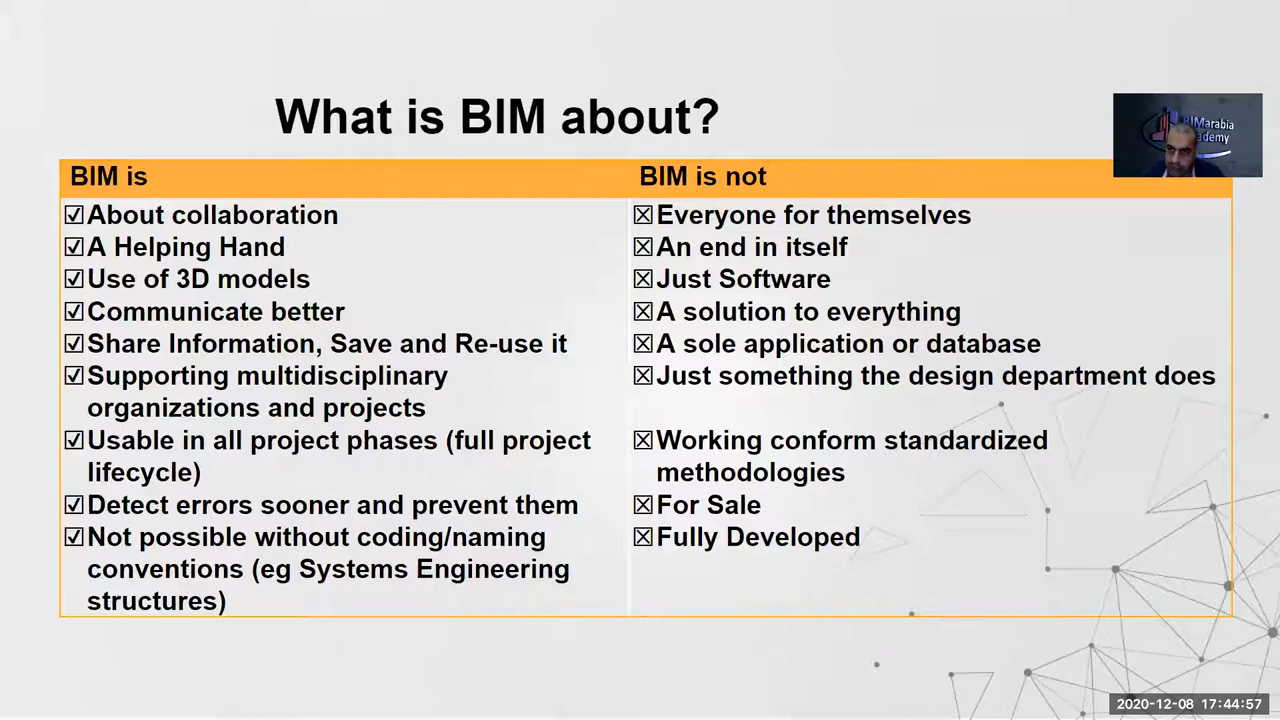 What is BIM about?
BIM is
BIM is not
☑About collaboration
☑A Helping Hand
☑Use of 3D models
☑Communicate better
☑Share Information, Save and Re-use it
☑Supporting multidisciplinary
organizations and projects
☑Usable in all project phases (full project
lifecycle)
☑Detect errors sooner and prevent them
☑Not possible without coding/naming
conventions (eg Systems Engineering
structures)
☒Everyone for themselves
☒An end in itself
☒Just Software
☒A solution to everything
☒A sole application or database
☒Just something the design department does
☒Working conform standardized
methodologies
☒For Sale
☒Fully Developed
BIMarabia
2020-12-08 17:44:57